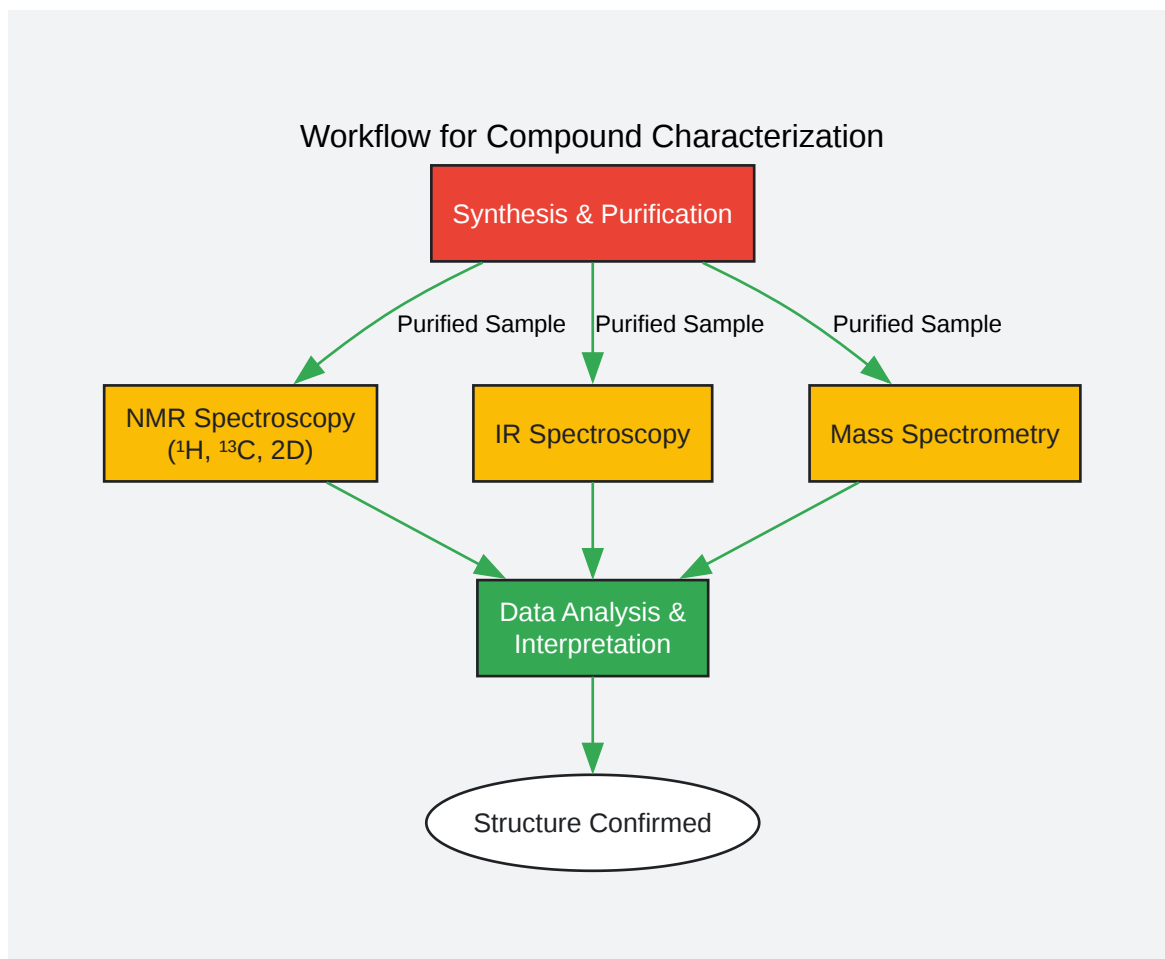 Workflow for Compound Characterization
Synthesis & Purification
Purified Sample
Purified Sample
Purified Sample
NMR Spectroscopy
(¹H, ¹³C, 2D)
IR Spectroscopy
Mass Spectrometry
Data Analysis &
Interpretation
Structure Confirmed